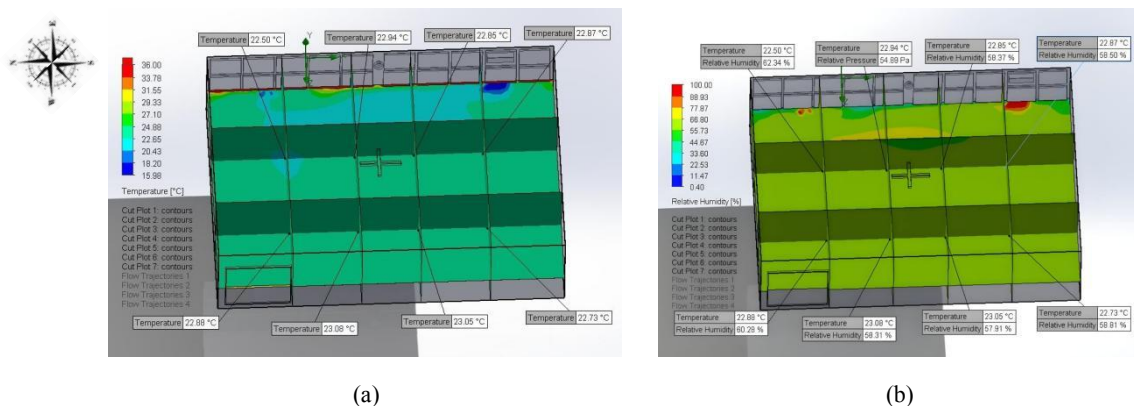 Temperature 22.50 °C
Temperature 22.94 °C
Temperature 22.85 °C
Temperature 22.87 °C
36.00
33.78
31.55
29.33
27.10
24.88
22.65
20.43
18.20
15.98
Temperature [°C]
Cut Plot 1: contours
Cut Plot 2: contours
Cut Plot 3: contours
Cut Plot 4: contours
Cut Plot 5: contours
Cut Plot 6: contours
Cut Plot 7: contours
Flow Trajectories 1
Flow Trajectories 2
Flow Trajectories 3
Flow Trajectories 4
Y
Temperature 22.88 °C
Temperature 23.08 °C
Temperature 23.05 °C
Temperature 22.73 °C
(a)
Temperature 22.50 °C
Relative Humidity 62.34 %
Temperature 22.94 °C
Relative Pressure 54.89 Pa
Temperature 22.85 °C
Relative Humidity 58.37 %
Temperature 22.87 °C
Relative Humidity 58.50 %
100.00
88.93
77.87
66.80
55.73
44.67
33.60
22.53
11.47
0.40
Relative Humidity [%]
Cut Plot 1: contours
Cut Plot 2: contours
Cut Plot 3: contours
Cut Plot 4: contours
Cut Plot 5: contours
Cut Plot 6: contours
Cut Plot 7: contours
Flow Trajectories 1
Flow Trajectories 2
Flow Trajectories 3
Flow Trajectories 4
Temperature 22.88 °C
Relative Humidity 60.28 %
Temperature 23.08 °C
Relative Humidity 58.31 %
Temperature 23.05 °C
Relative Humidity 57.91 %
Temperature 22.73 °C
Relative Humidity 58.81 %
(b)